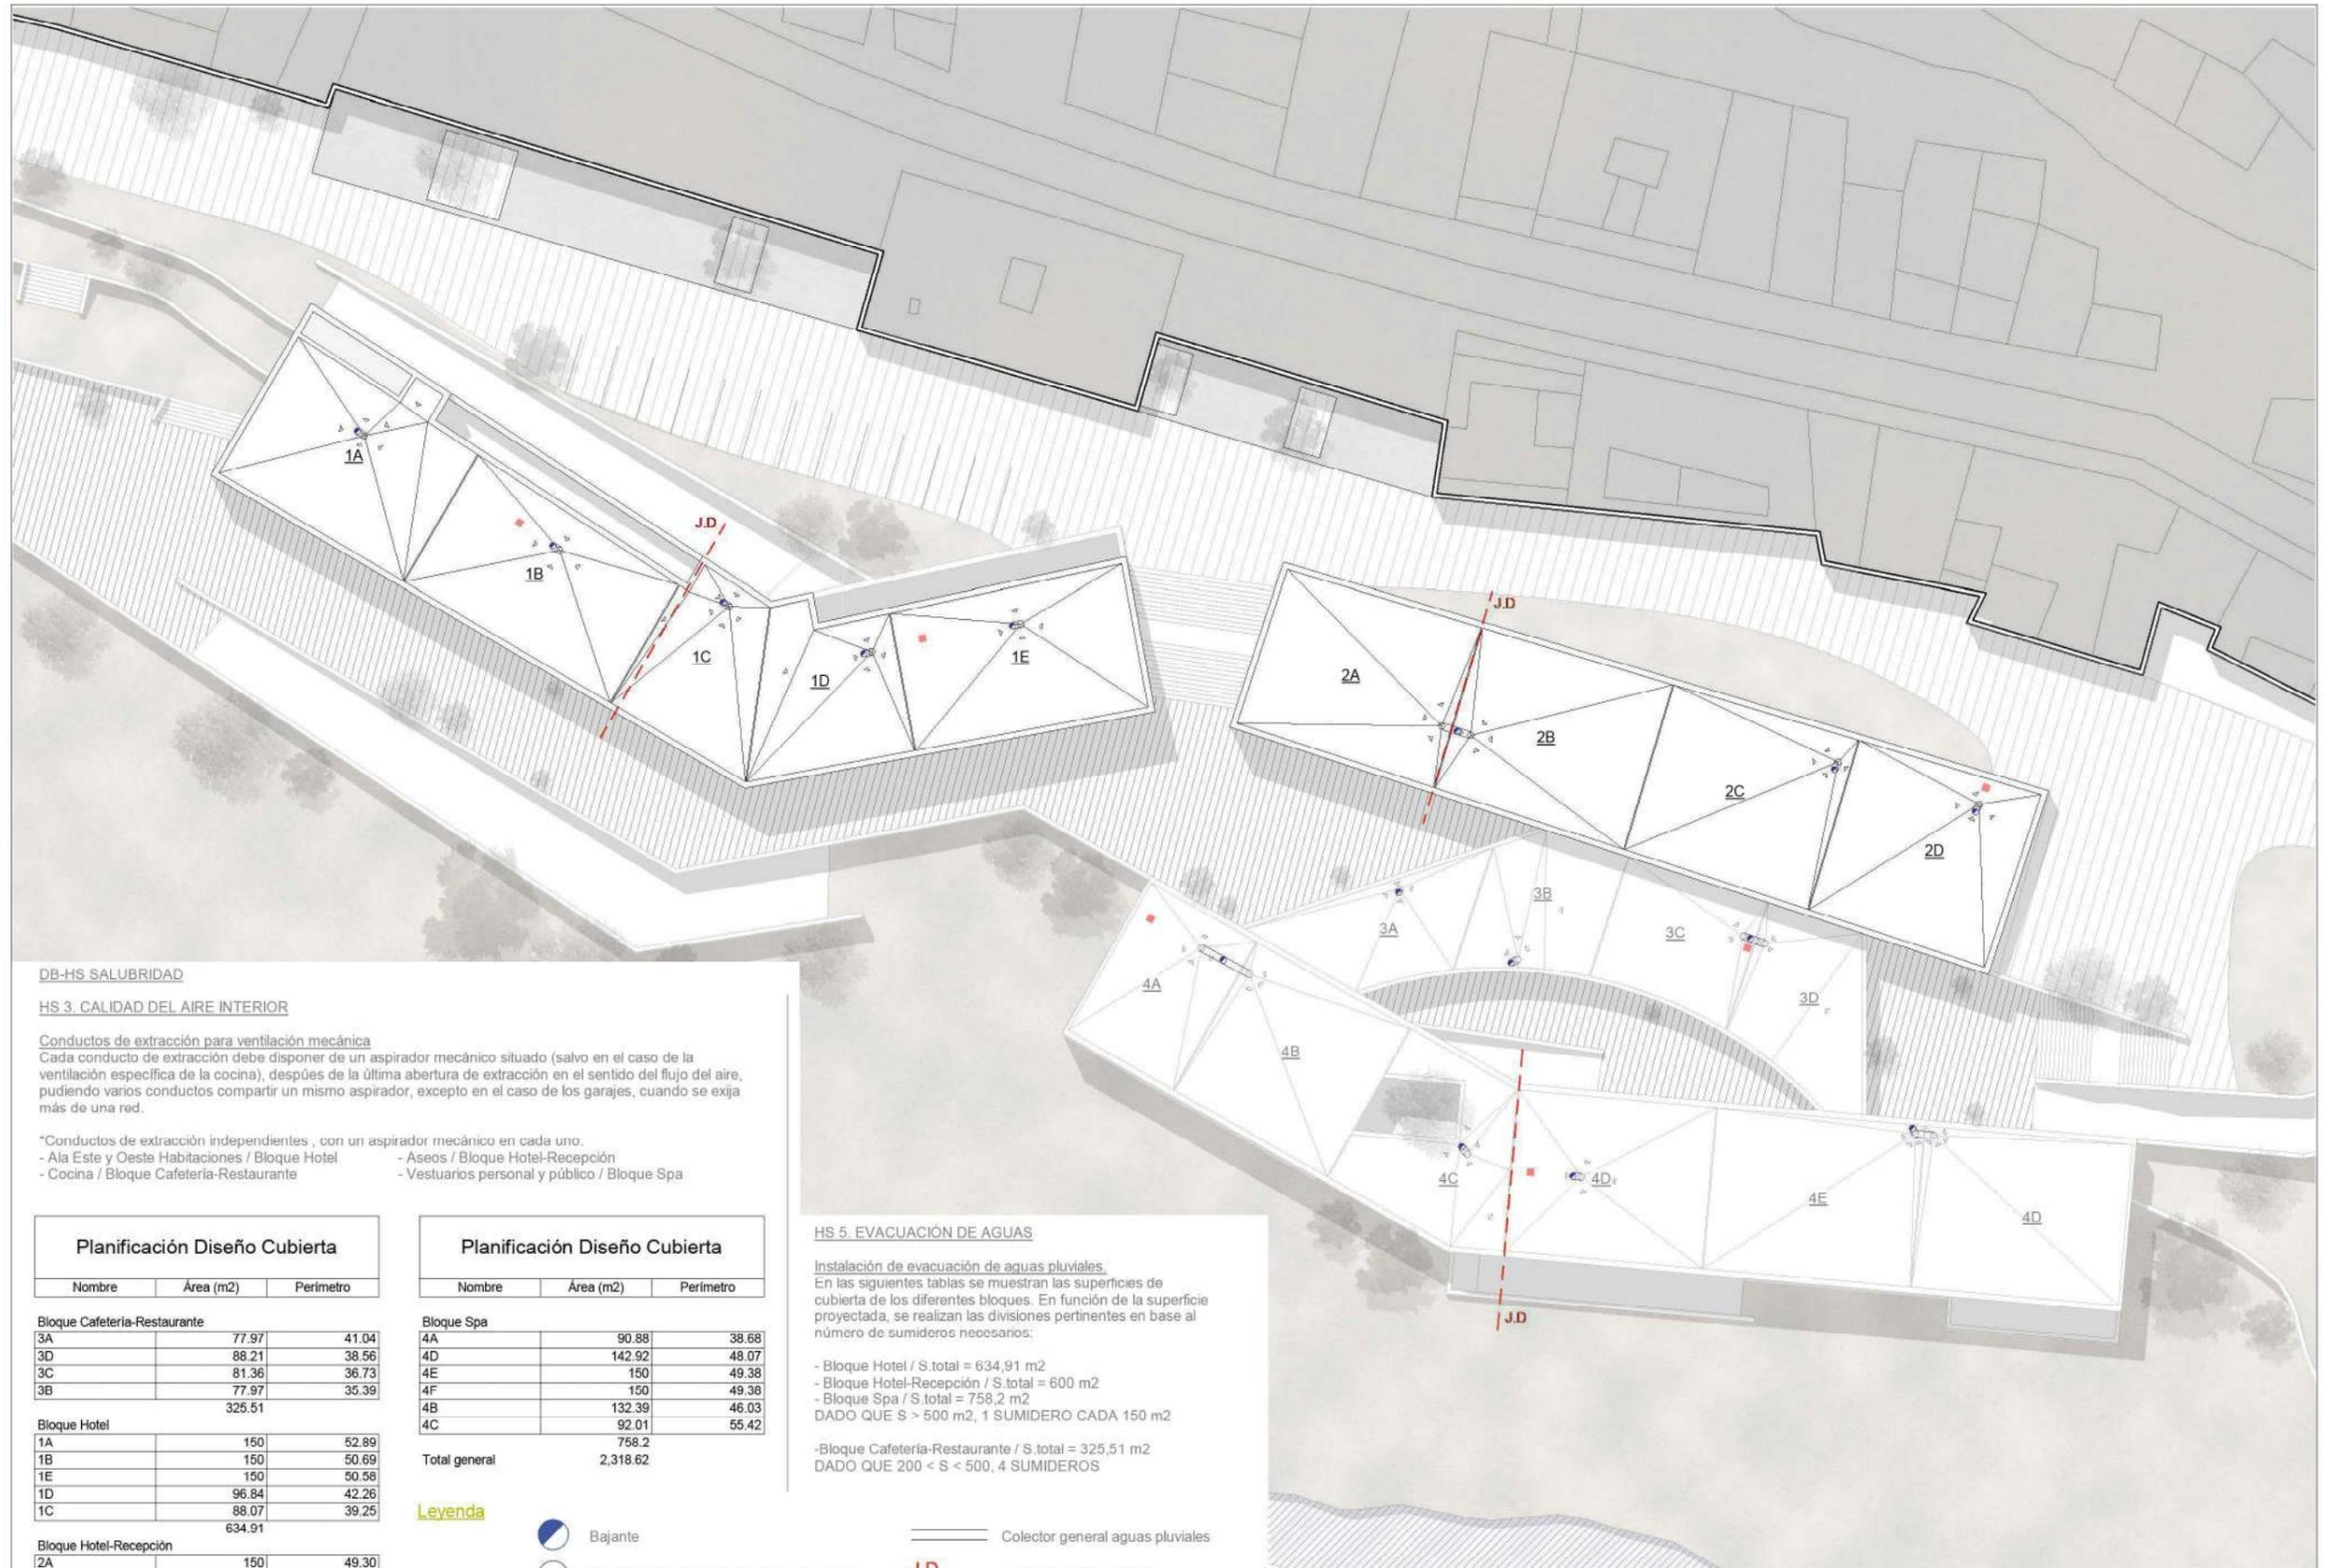 J.D
J.D
1A
1B
1C
1D
1E
2A
2B
2C
2D
3A
3B
3C
3D
4A
4B
4C
4D
4E
4D
J.D
DB-HS SALUBRIDAD
HS 3. CALIDAD DEL AIRE INTERIOR
Conductos de extracción para ventilación mecánica
Cada conducto de extracción debe disponer de un aspirador mecánico situado (salvo en el caso de la
ventilación específica de la cocina), despúes de la última abertura de extracción en el sentido del flujo del aire,
pudiendo varios conductos compartir un mismo aspirador, excepto en el caso de los garajes, cuando se exija
más de una red.
*Conductos de extracción independientes , con un aspirador mecánico en cada uno.
- Ala Este y Oeste Habitaciones / Bloque Hotel - Aseos / Bloque Hotel-Recepción
- Cocina / Bloque Cafetería-Restaurante - Vestuarios personal y público / Bloque Spa
Planificación Diseño Cubierta
Nombre Área (m2) Perímetro
Bloque Cafetería-Restaurante
3A 77.97 41.04
3D 88.21 38.56
3C 81.36 36.73
3B 77.97 35.39
325.51
Bloque Hotel
1A 150 52.89
1B 150 50.69
1E 150 50.58
1D 96.84 42.26
1C 88.07 39.25
634.91
Bloque Hotel-Recepción
2A 150 49.30
Planificación Diseño Cubierta
Nombre Área (m2) Perímetro
Bloque Spa
4A 90.88 38.68
4D 142.92 48.07
4E 150 49.38
4F 150 49.38
4B 132.39 46.03
4C 92.01 55.42
758.2
Total general 2,318.62
HS 5. EVACUACIÓN DE AGUAS
Instalación de evacuación de aguas pluviales.
En las siguientes tablas se muestran las superficies de
cubierta de los diferentes bloques. En función de la superficie
proyectada, se realizan las divisiones pertinentes en base al
número de sumideros necesarios:
- Bloque Hotel / S.total = 634,91 m2
- Bloque Hotel-Recepción / S.total = 600 m2
- Bloque Spa / S.total = 758,2 m2
DADO QUE S > 500 m2, 1 SUMIDERO CADA 150 m2
-Bloque Cafetería-Restaurante / S.total = 325,51 m2
DADO QUE 200 < S < 500, 4 SUMIDEROS
Leyenda
Bajante
Colector general aguas pluviales
J.D